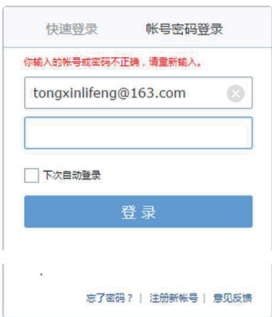 快速登录 帐号密码登录
你输入的帐号或密码不正确，请重新输入。
tongxinlifeng@163.com
下次自动登录
登 录
忘了密码？ | 注册新帐号 | 意见反馈